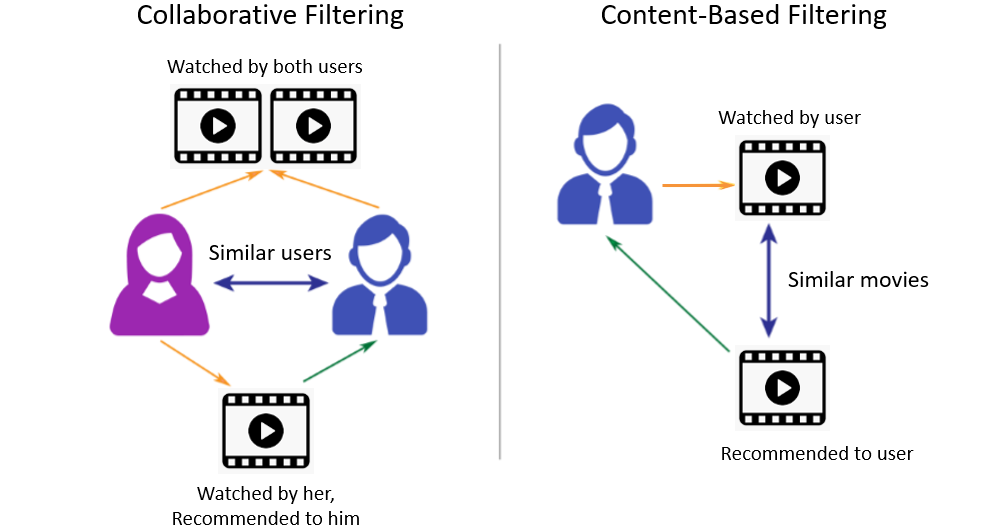 Collaborative Filtering
Watched by both users
Similar users
Watched by her,
Recommended to him
Content-Based Filtering
Watched by user
Similar movies
Recommended to user